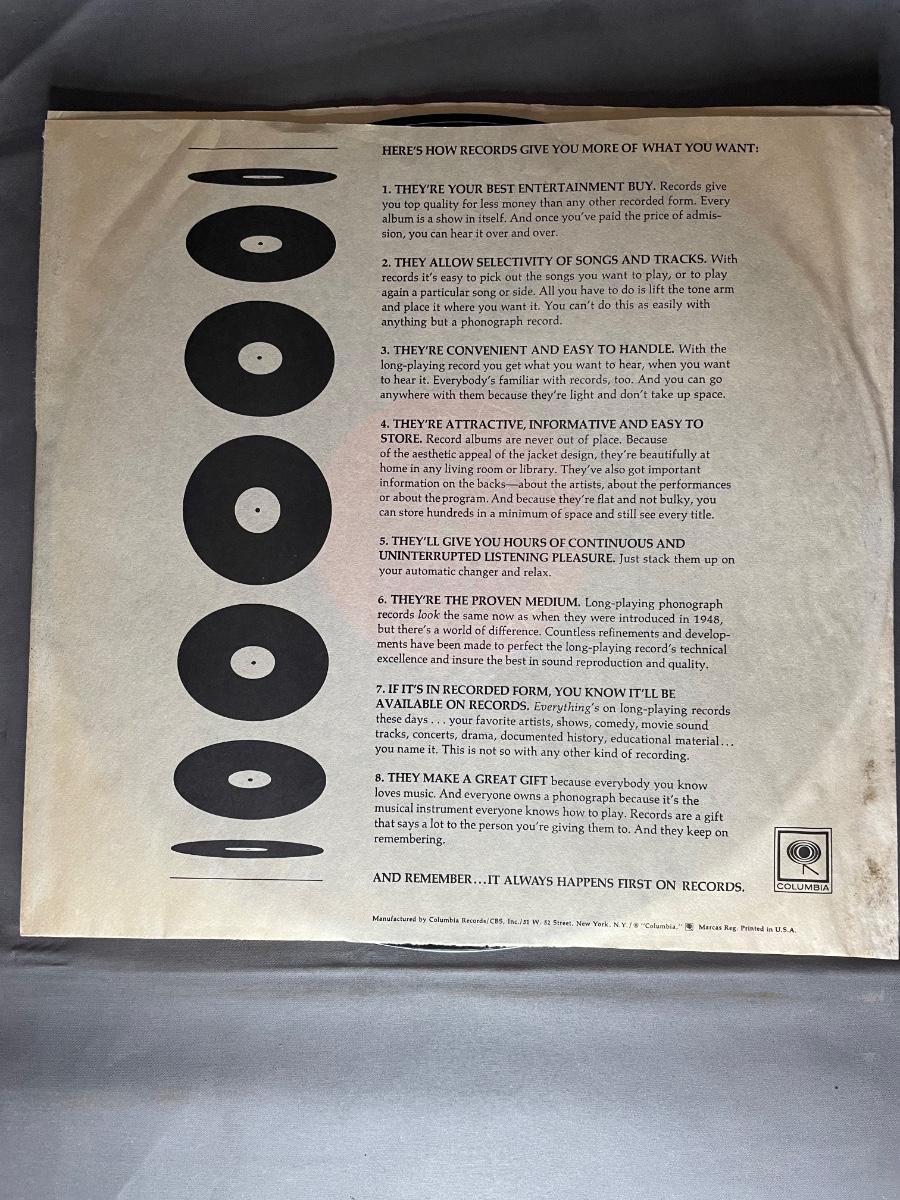 HERE'S HOW RECORDS GIVE YOU MORE OF WHAT YOU WANT:
1. THEY'RE YOUR BEST ENTERTAINMENT BUY. Records give
you top quality for less money than any other recorded form. Every
album is a show in itself. And once you've paid the price of admis-
sion, you can hear it over and over.
2. THEY ALLOW SELECTIVITY OF SONGS AND TRACKS. With
records it's easy to pick out the songs you want to play, or to play
again a particular song or side. All you have to do is lift the tone arm
and place it where you want it. You can't do this as easily with
anything but a phonograph record.
3. THEY'RE CONVENIENT AND EASY TO HANDLE. With the
long-playing record you get what you want to hear, when you want
to hear it. Everybody's familiar with records, too. And you can go
anywhere with them because they're light and don't take up space.
4. THEY'RE ATTRACTIVE, INFORMATIVE AND EASY TO
STORE. Record albums are never out of place. Because
of the aesthetic appeal of the jacket design, they're beautifully at
home in any living room or library. They've also got important
information on the backs—about the artists, about the performances
or about the program. And because they're flat and not bulky, you
can store hundreds in a minimum of space and still see every title.
5. THEY'LL GIVE YOU HOURS OF CONTINUOUS AND
UNINTERRUPTED LISTENING PLEASURE. Just stack them up on
your automatic changer and relax.
6. THEY'RE THE PROVEN MEDIUM. Long-playing phonograph
records look the same now as when they were introduced in 1948,
but there's a world of difference. Countless refinements and develop-
ments have been made to perfect the long-playing record's technical
excellence and insure the best in sound reproduction and quality.
7. IF IT'S IN RECORDED FORM, YOU KNOW IT'LL BE
AVAILABLE ON RECORDS. Everything's on long-playing records
these days . . . your favorite artists, shows, comedy, movie sound
tracks, concerts, drama, documented history, educational material...
you name it. This is not so with any other kind of recording.
8. THEY MAKE A GREAT GIFT because everybody you know
loves music. And everyone owns a phonograph because it's the
musical instrument everyone knows how to play. Records are a gift
that says a lot to the person you're giving them to. And they keep on
remembering.
AND REMEMBER...IT ALWAYS HAPPENS FIRST ON RECORDS.
COLUMBIA
Manufactured by Columbia Records/CBS, Inc./51 W. 52 Street, New York, N.Y./® "Columbia," Marcas Reg. Printed in U.S.A.